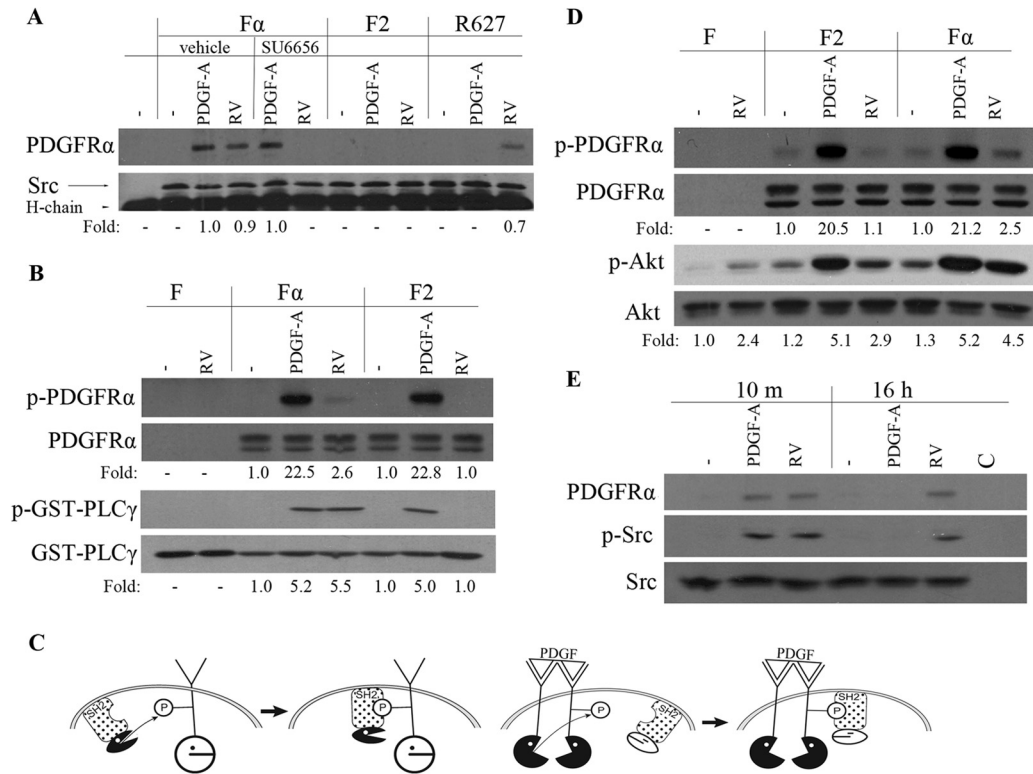 A
Fα F2 R627
vehicle SU6656
- - PDGF-A RV PDGF-A RV - PDGF-A RV - PDGF-A RV
PDGFRα
Src
H-chain
Fold: - - 1.0 0.9 1.0 - - - - - - 0.7
B
F Fα F2
- RV - PDGF-A RV - PDGF-A RV
p-PDGFRα
PDGFRα
Fold: - - 1.0 22.5 2.6 1.0 22.8 1.0
p-GST-PLCγ
GST-PLCγ
Fold: - - 1.0 5.2 5.5 1.0 5.0 1.0
D
F F2 Fα
- RV - PDGF-A RV - PDGF-A RV
p-PDGFRα
PDGFRα
Fold: - - 1.0 20.5 1.1 1.0 21.2 2.5
p-Akt
Akt
Fold: 1.0 2.4 1.2 5.1 2.9 1.3 5.2 4.5
E
10 m 16 h
- PDGF-A RV - PDGF-A RV C
PDGFRα
p-Src
Src
C
SH2 P SH2 P PDGF P SH2 PDGF P SH2